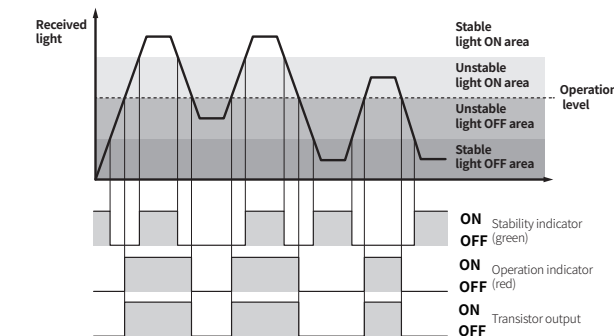 Received
light
Stable
light ON area
Unstable
light ON area
Operation
level
Unstable
light OFF area
Stable
light OFF area
ON
OFF
Stability indicator
(green)
ON
OFF
Operation indicator
(red)
ON
OFF
Transistor output